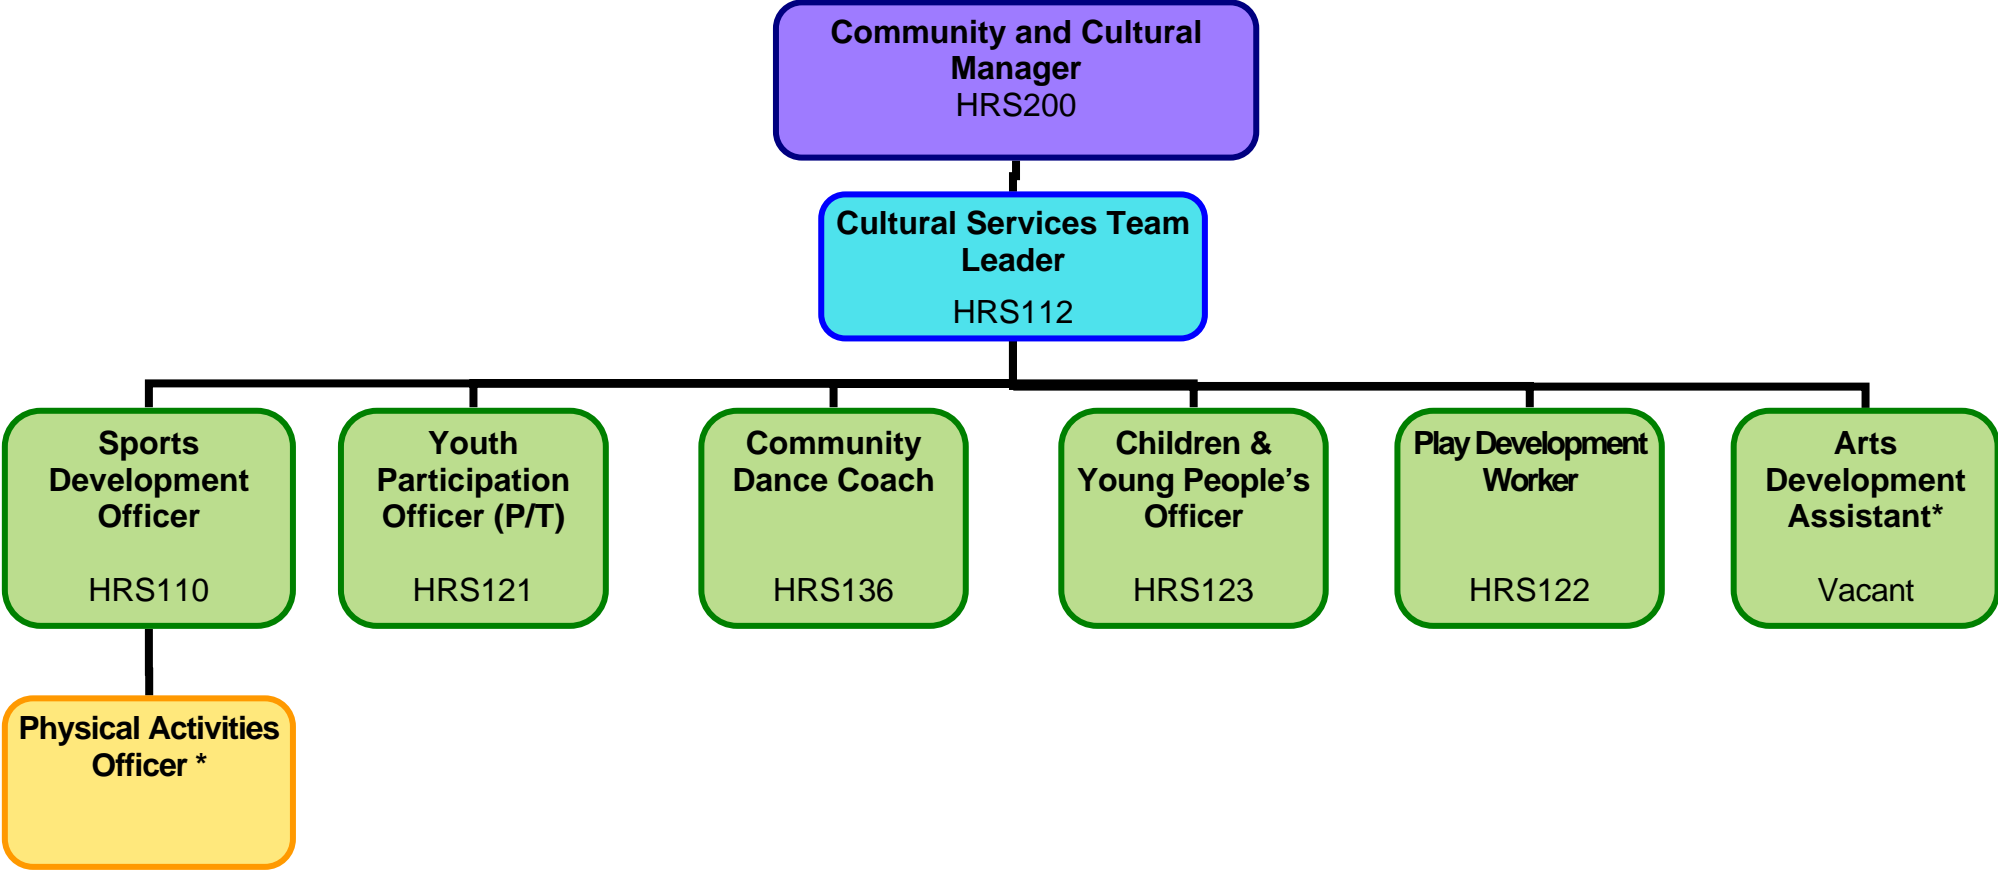 Community and Cultural
Manager
HRS200
Cultural Services Team
Leader
HRS112
Sports
Development
Officer
HRS110
Youth
Participation
Officer (P/T)
HRS121
Community
Dance Coach
HRS136
Children &
Young People’s
Officer
HRS123
Play Development
Worker
HRS122
Arts
Development
Assistant*
Vacant
Physical Activities
Officer *